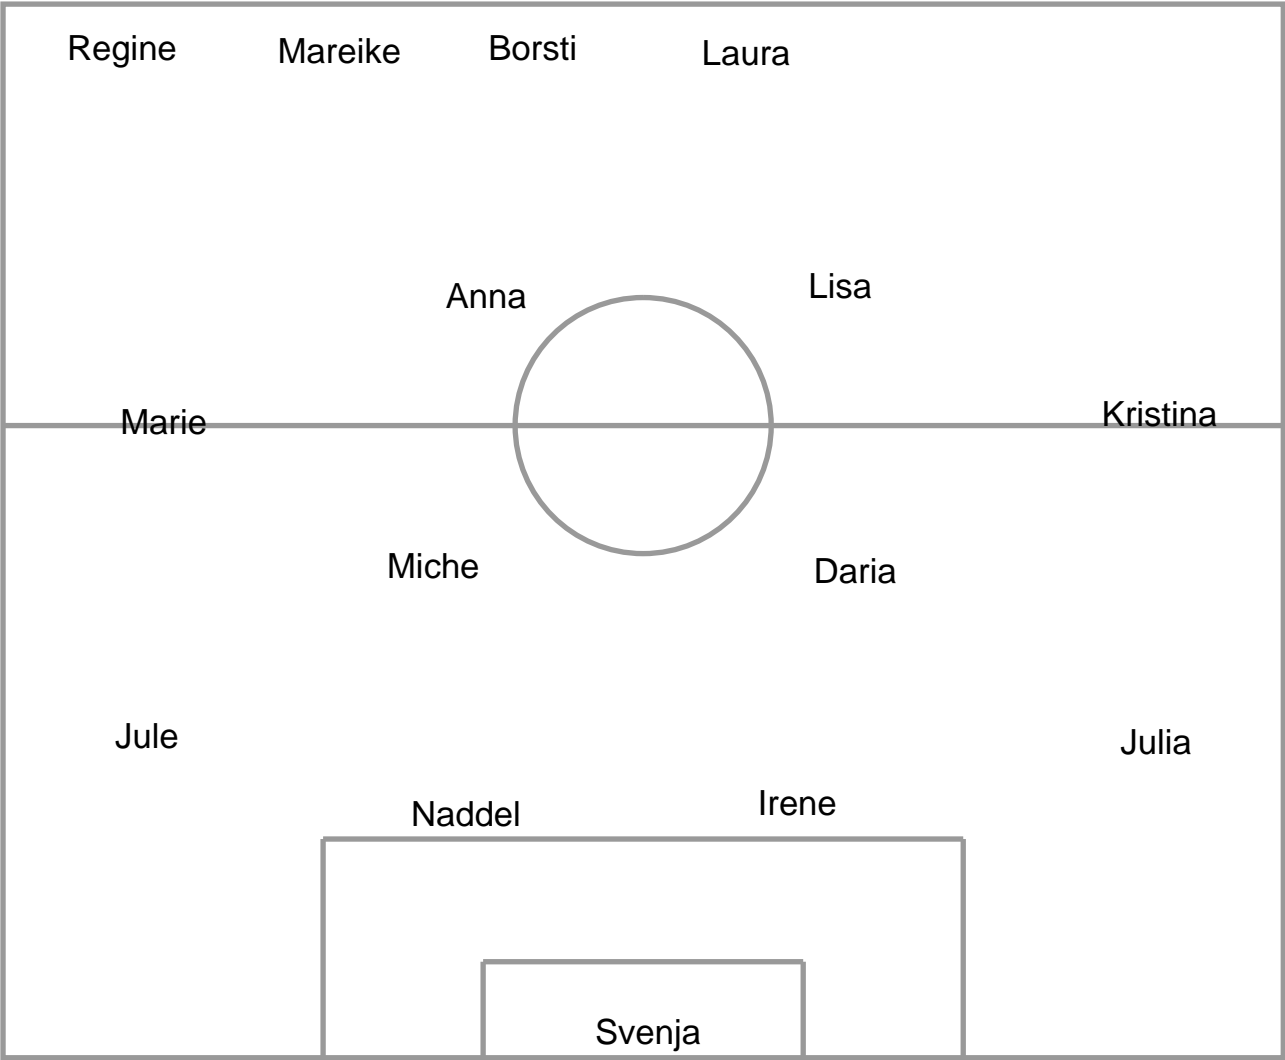 Regine Mareike Borsti Laura
Anna Lisa
Marie Kristina
Miche Daria
Jule Julia
Naddel Irene
Svenja